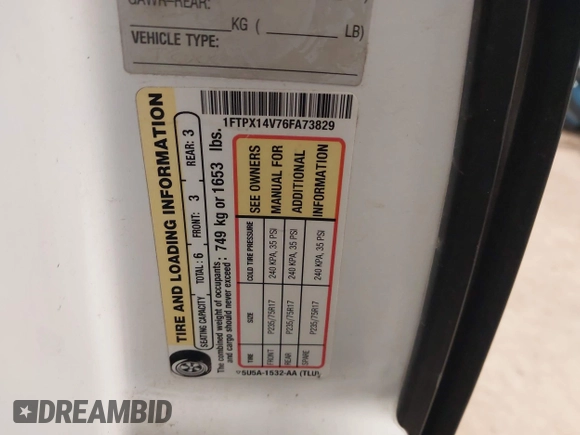 GAWR-REAR:
KG ( LB)
VEHICLE TYPE:
1FTPX14V76FA73829
TIRE AND LOADING INFORMATION
SEATING CAPACITY TOTAL: 6 FRONT: 3 REAR: 3
The combined weight of occupants and cargo should never exceed: 749 kg or 1653 lbs.
TIRE SIZE COLD TIRE PRESSURE
FRONT P235/75R17 240 KPA, 35 PSI
REAR P235/75R17 240 KPA, 35 PSI
SPARE P235/75R17 240 KPA, 35 PSI
SEE OWNERS
MANUAL FOR
ADDITIONAL
INFORMATION
5U5A-1532-AA (TLU)
DREAMBID